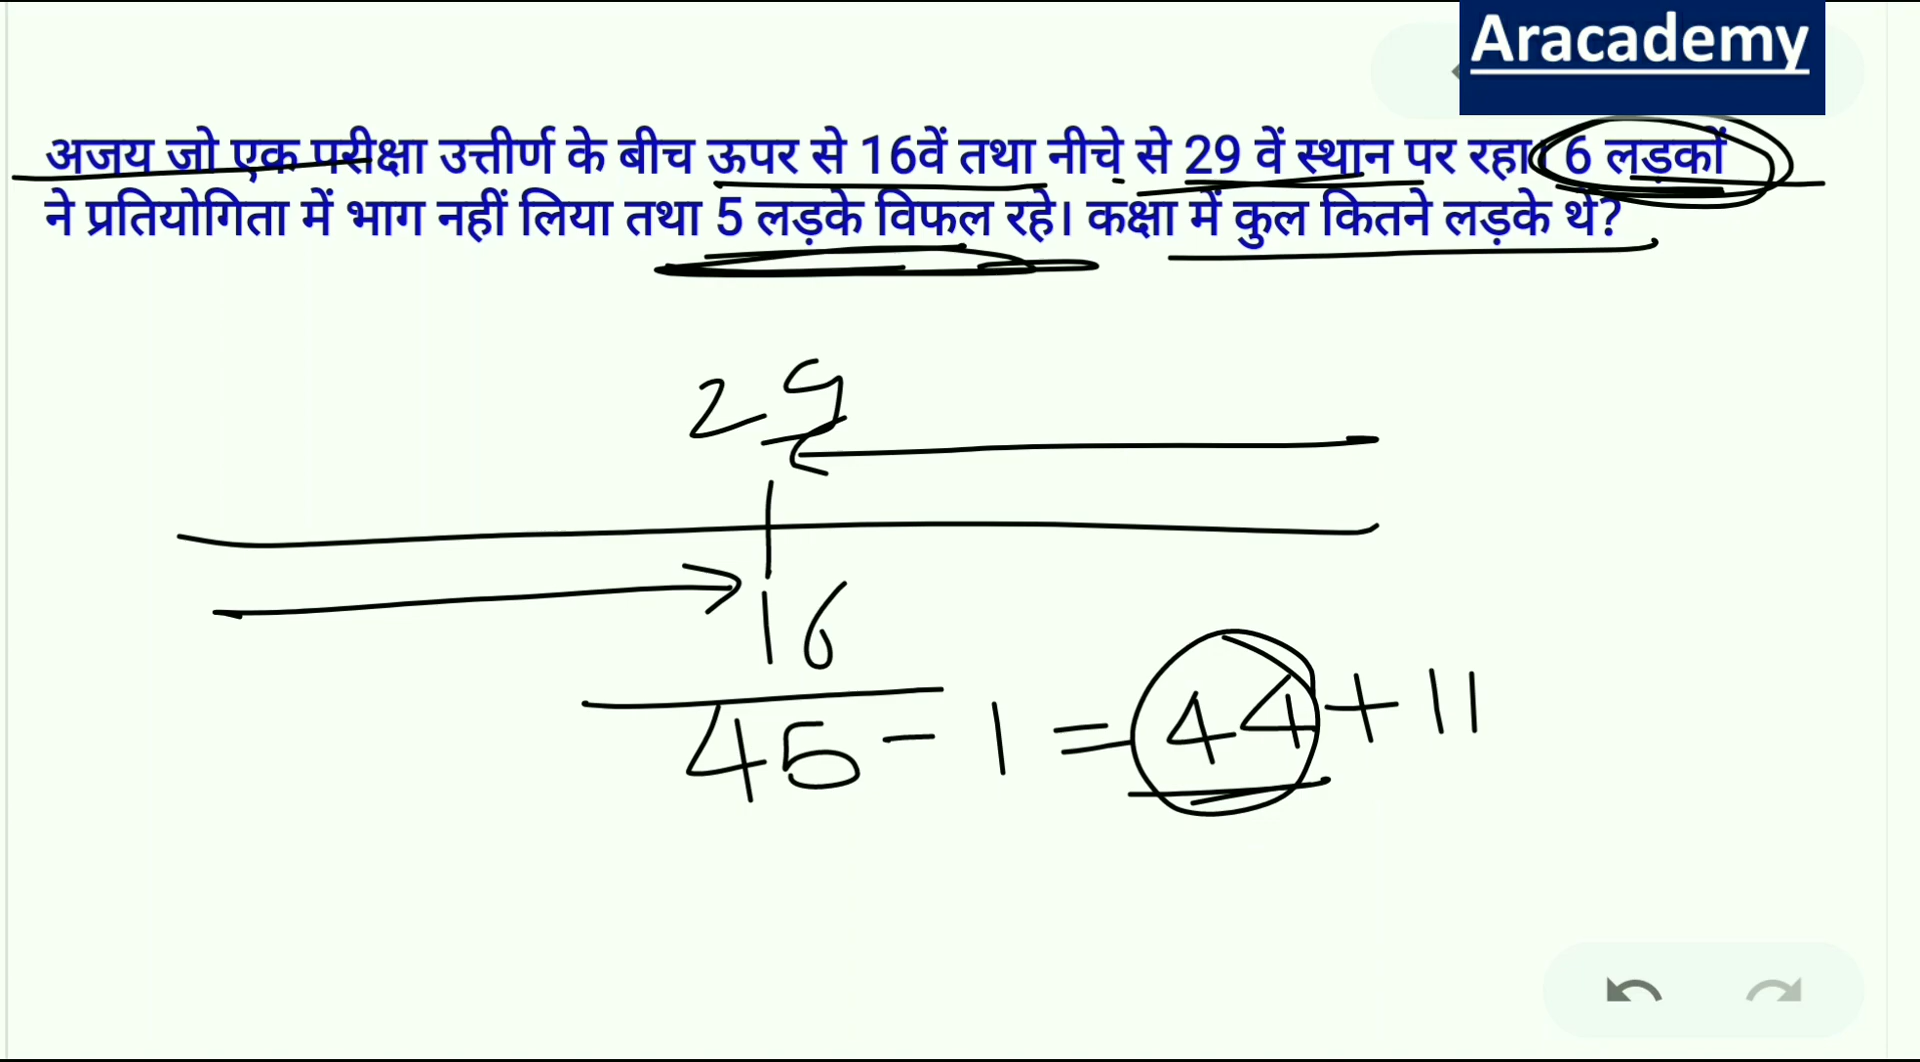 Aracademy
अजय जो एक परीक्षा उत्तीर्ण के बीच ऊपर से 16वें तथा नीचे से 29 वें स्थान पर रहा। 6 लड़कों
ने प्रतियोगिता में भाग नहीं लिया तथा 5 लड़के विफल रहे। कक्षा में कुल कितने लड़के थे?
29
16
45 - 1 = 44 + 11